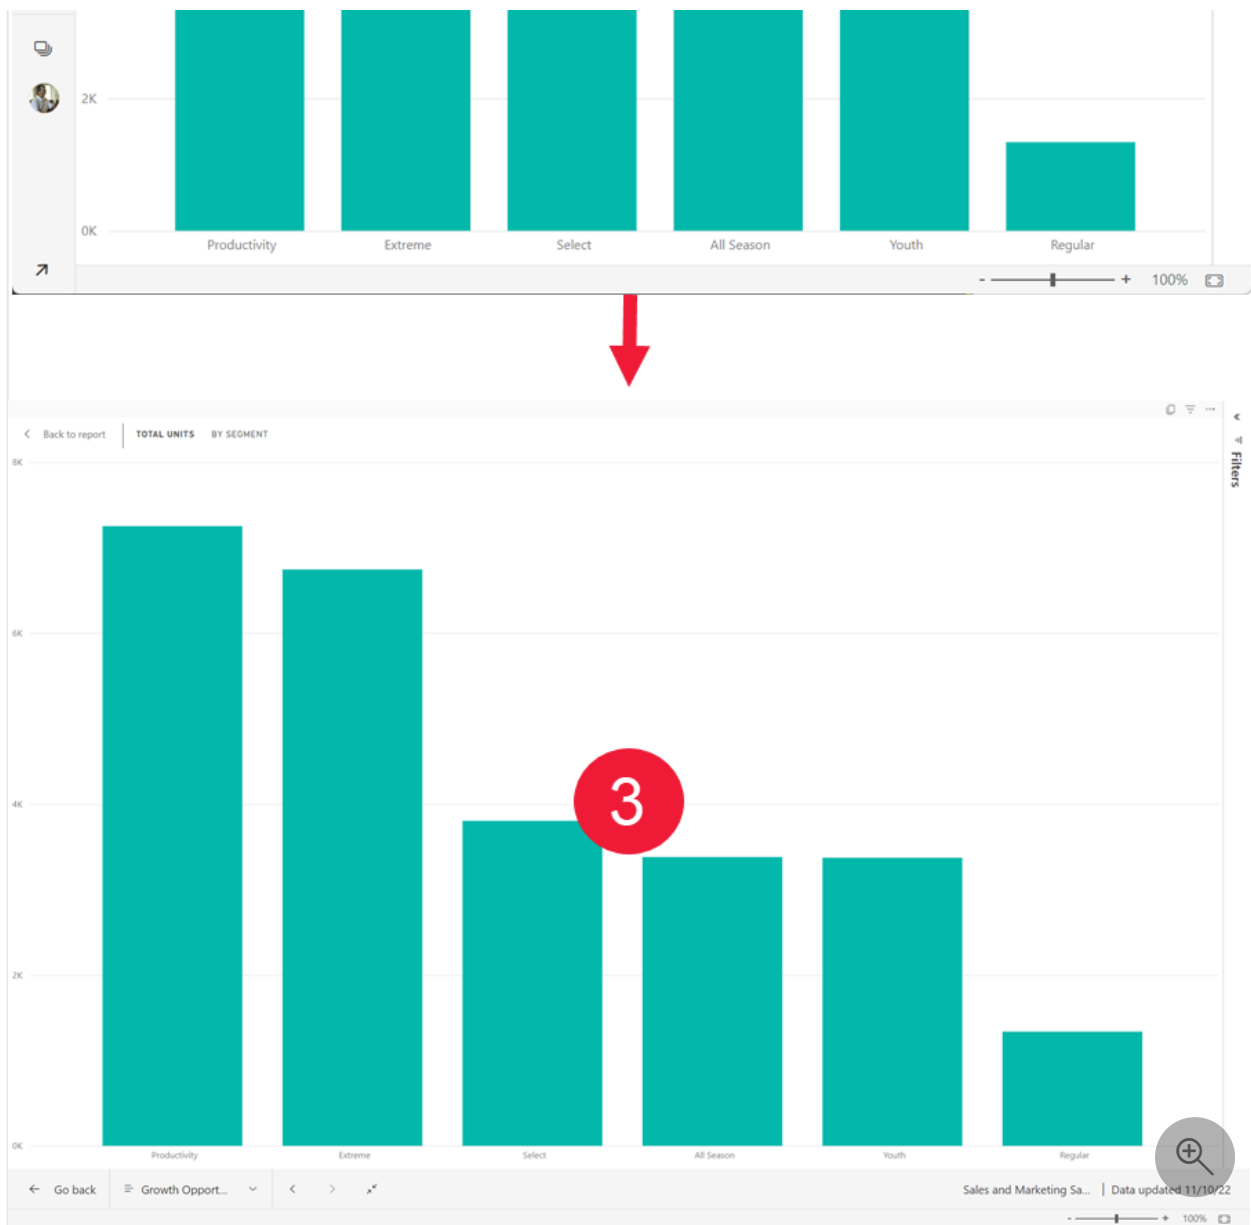 2K
0K
Productivity Extreme Select All Season Youth Regular
- + 100%
Back to report TOTAL UNITS BY SEGMENT
Filters
8K
6K
4K
3
2K
0K
Productivity Extreme Select All Season Youth Regular
Go back Growth Opport... Sales and Marketing Sa... | Data updated 11/10/22
- + 100%